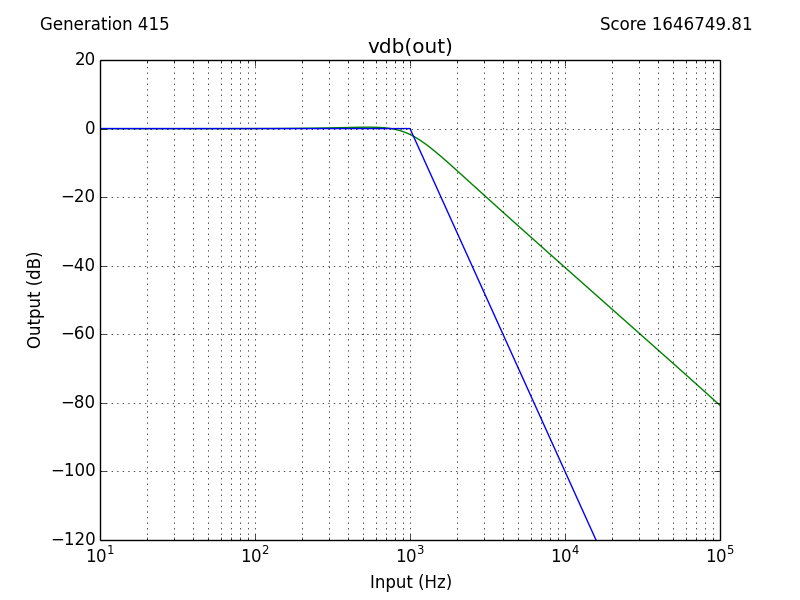 Generation 415
Score 1646749.81
vdb(out)
20
0
−20
−40
−60
−80
−100
−120
Output (dB)
10¹ 10² 10³ 10⁴ 10⁵
Input (Hz)